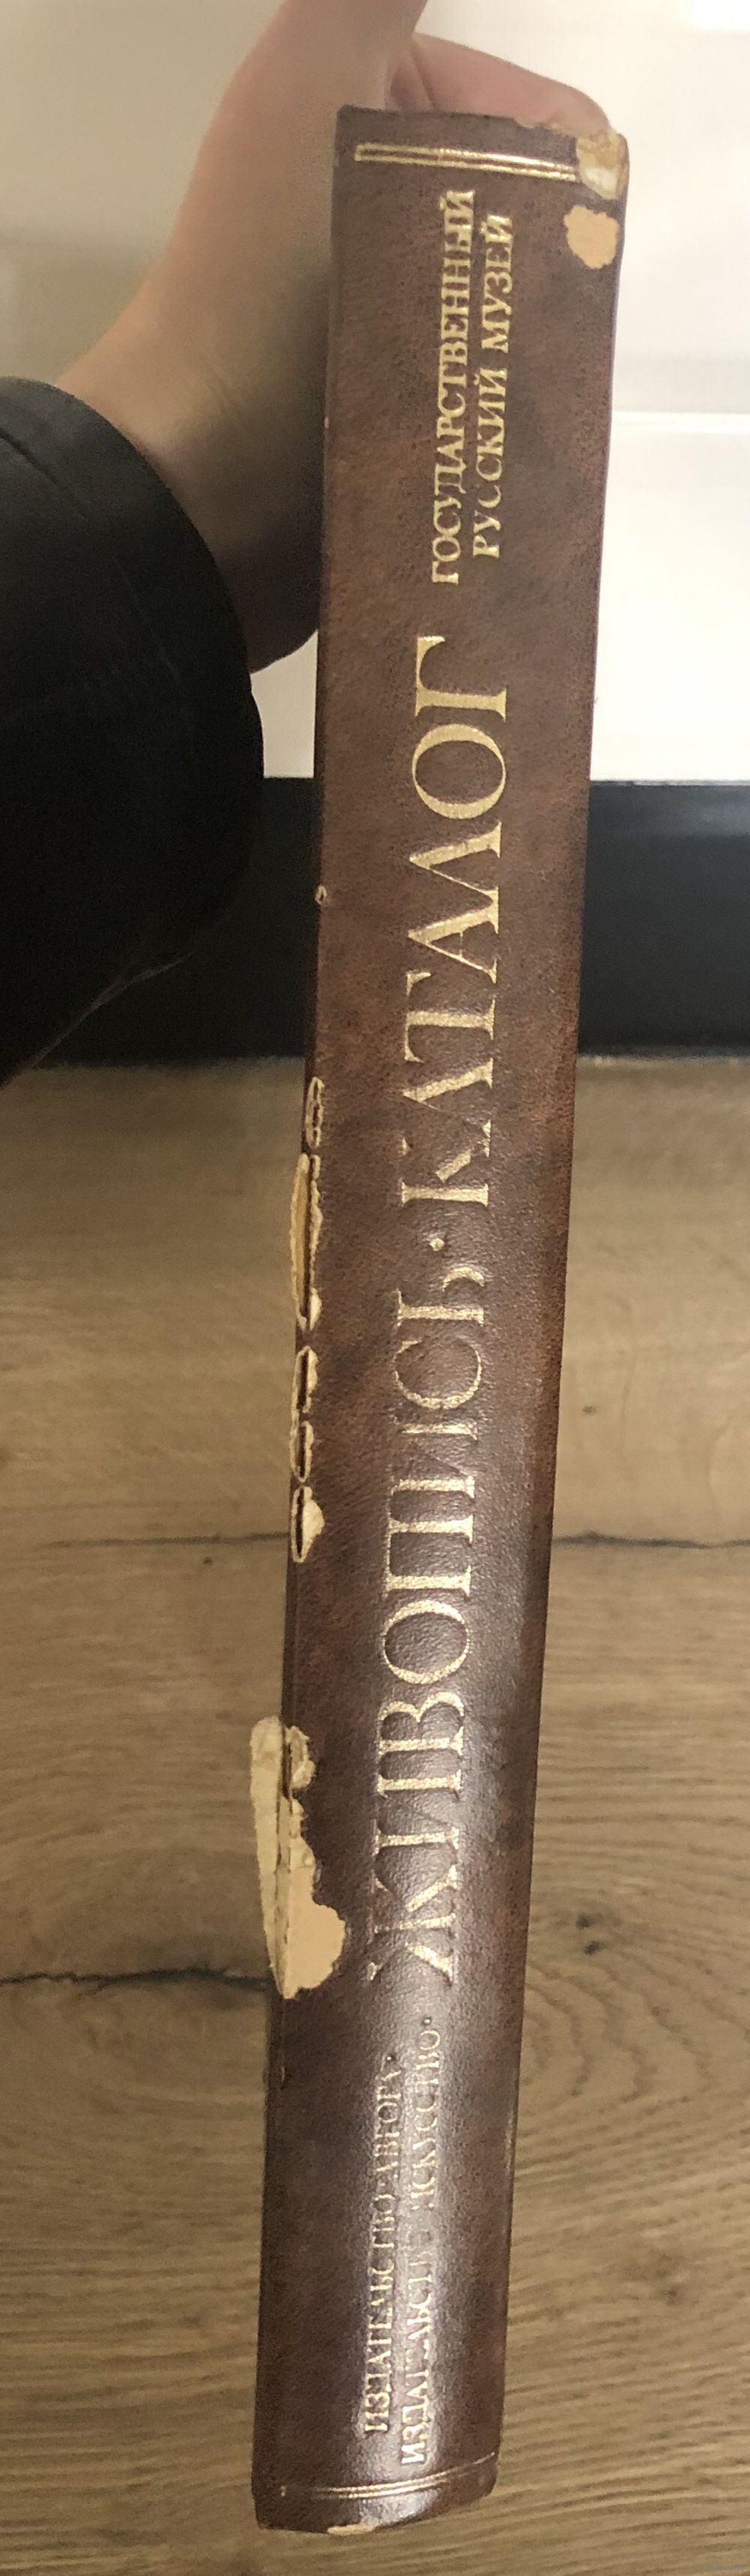 ИЗДАТЕЛЬСТВО·АВРОРА·
ИЗДАТЕЛЬСТВО ИСКУССТВО·
ЖИВОПИСЬ·КАТАЛОГ
ГОСУДАРСТВЕННЫЙ
РУССКИЙ МУЗЕЙ